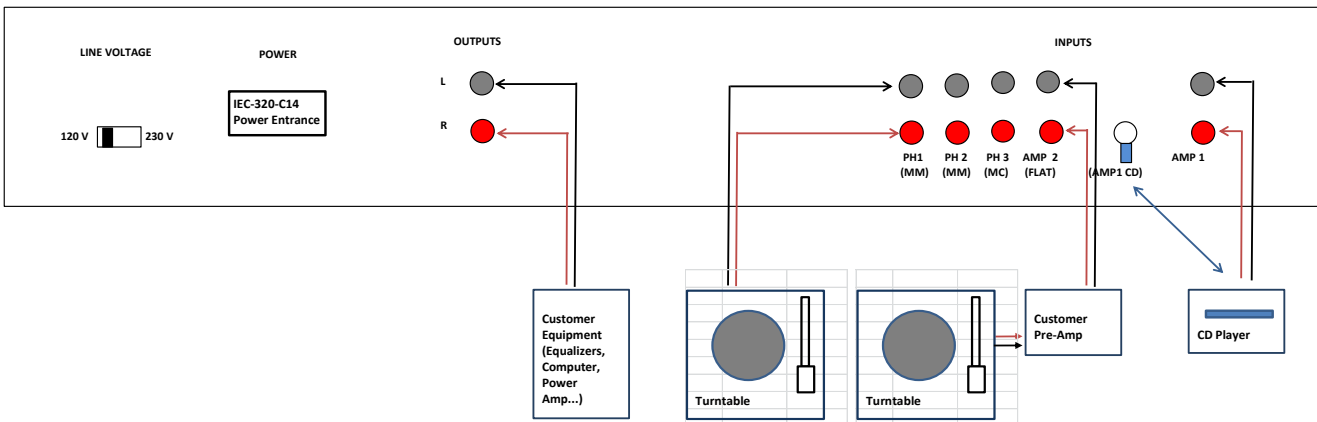 LINE VOLTAGE
POWER
OUTPUTS
INPUTS
L
R
IEC-320-C14
Power Entrance
120 V
230 V
PH1
(MM)
PH 2
(MM)
PH 3
(MC)
AMP 2
(FLAT)
(AMP1 CD)
AMP 1
Customer
Equipment
(Equalizers,
Computer,
Power
Amp...)
Turntable
Turntable
Customer
Pre-Amp
CD Player